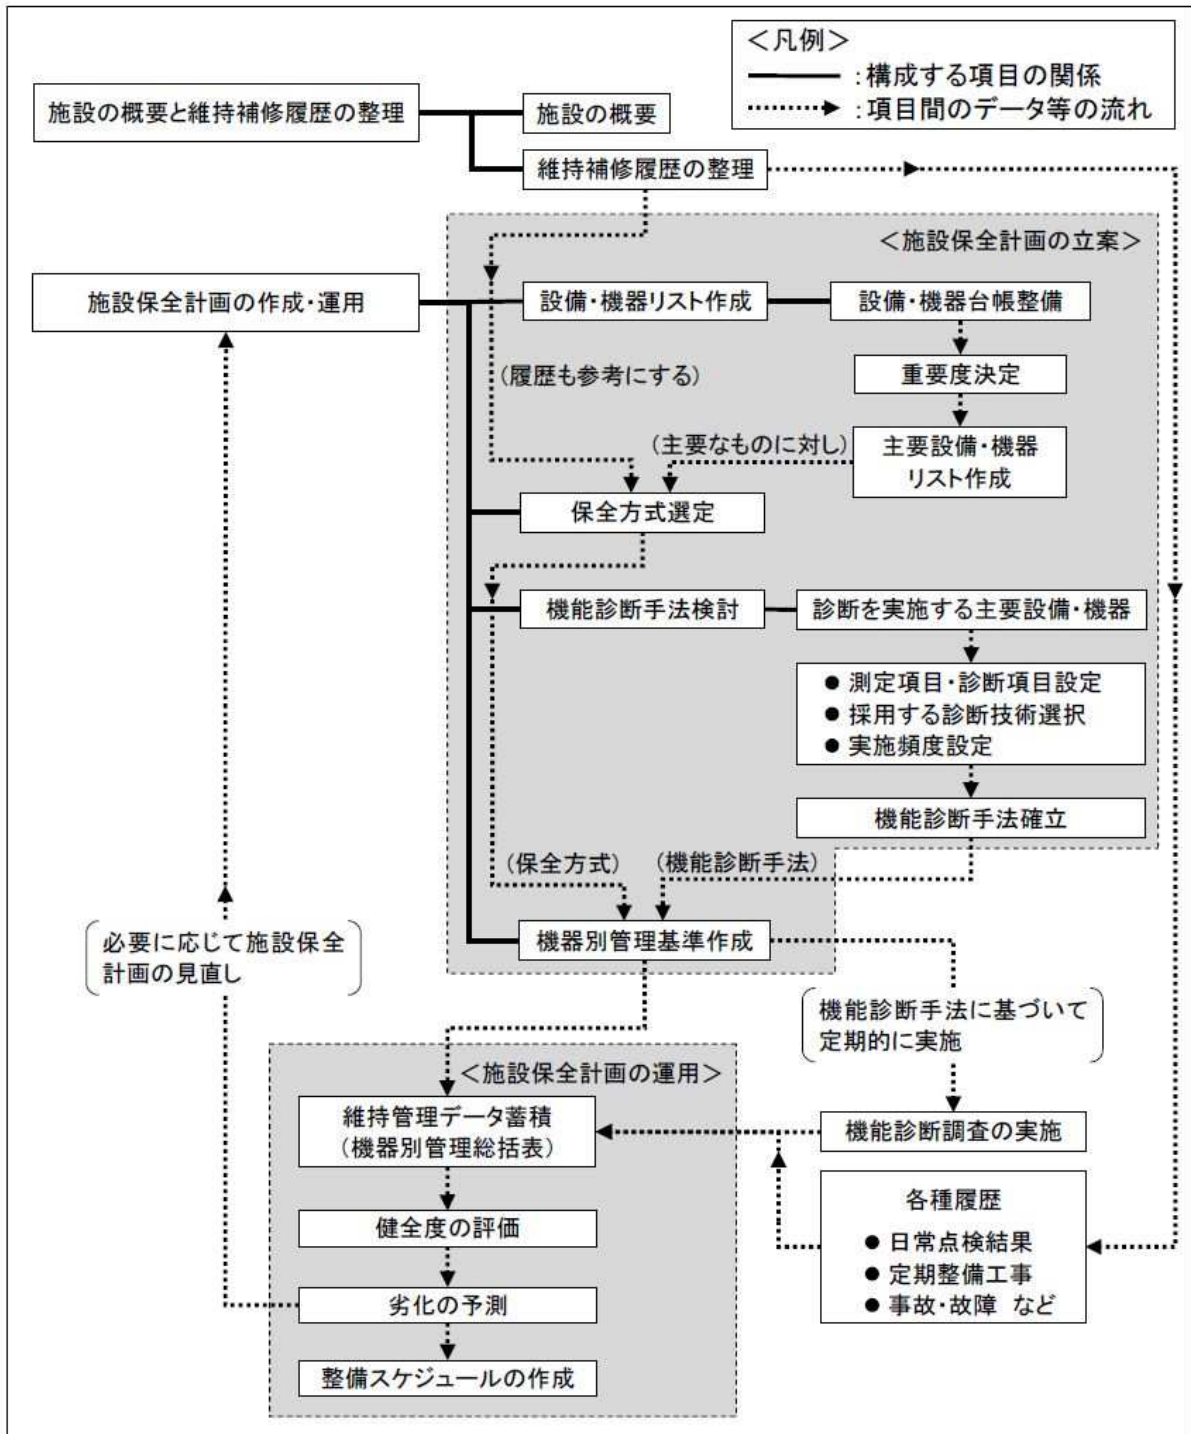 <凡例>
:構成する項目の関係
:項目間のデータ等の流れ
施設の概要と維持補修履歴の整理
施設の概要
維持補修履歴の整理
<施設保全計画の立案>
施設保全計画の作成・運用
設備・機器リスト作成
設備・機器台帳整備
(履歴も参考にする)
重要度決定
(主要なものに対し)
主要設備・機器
リスト作成
保全方式選定
機能診断手法検討
診断を実施する主要設備・機器
● 測定項目・診断項目設定
● 採用する診断技術選択
● 実施頻度設定
機能診断手法確立
(保全方式)
(機能診断手法)
機器別管理基準作成
必要に応じて施設保全
計画の見直し
機能診断手法に基づいて
定期的に実施
<施設保全計画の運用>
維持管理データ蓄積
(機器別管理総括表)
機能診断調査の実施
健全度の評価
各種履歴
● 日常点検結果
● 定期整備工事
● 事故・故障 など
劣化の予測
整備スケジュールの作成